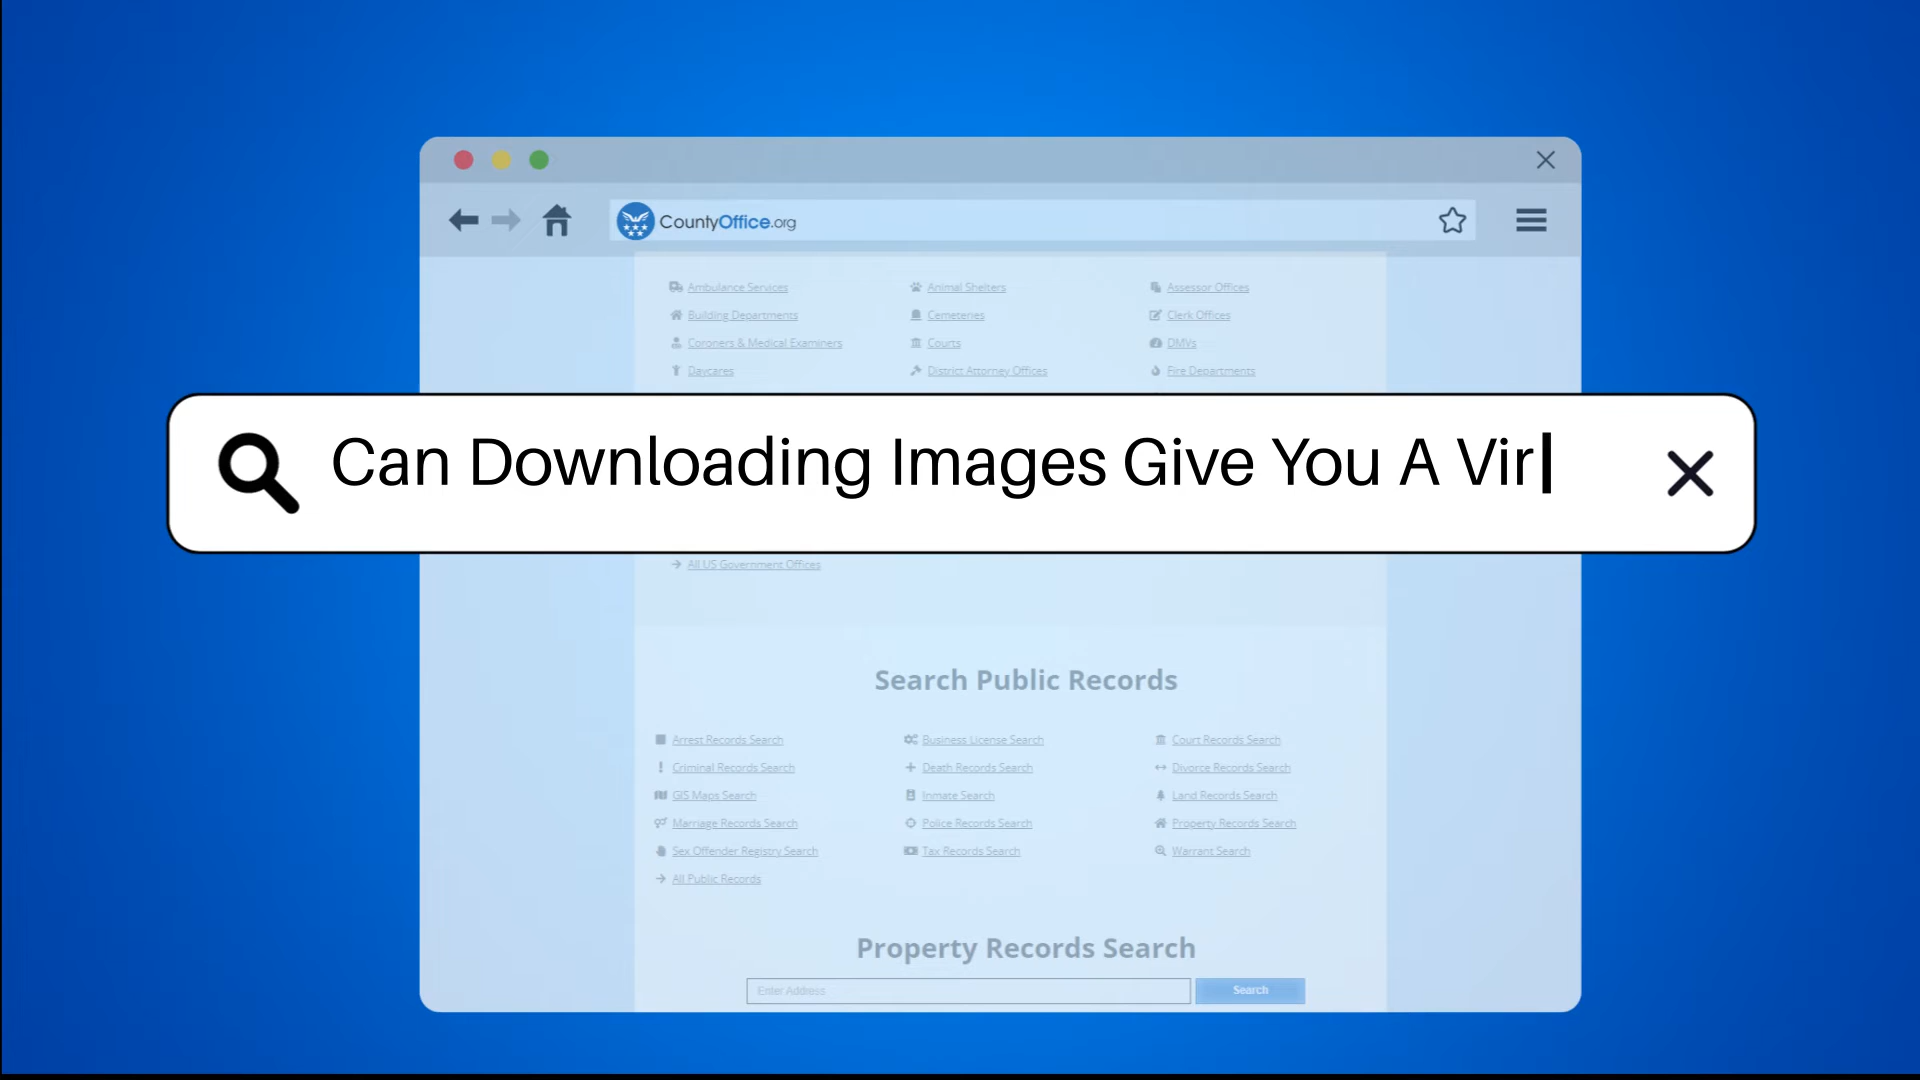 CountyOffice.org
Ambulance Services Animal Shelters Assessor Offices
Building Departments Cemeteries Clerk Offices
Coroners & Medical Examiners Courts DMVs
Daycares District Attorney Offices Fire Departments
Can Downloading Images Give You A Vir
All US Government Offices
Search Public Records
Arrest Records Search Business License Search Court Records Search
Criminal Records Search Death Records Search Divorce Records Search
GIS Maps Search Inmate Search Land Records Search
Marriage Records Search Police Records Search Property Records Search
Sex Offender Registry Search Tax Records Search Warrant Search
All Public Records
Property Records Search
Enter Address Search